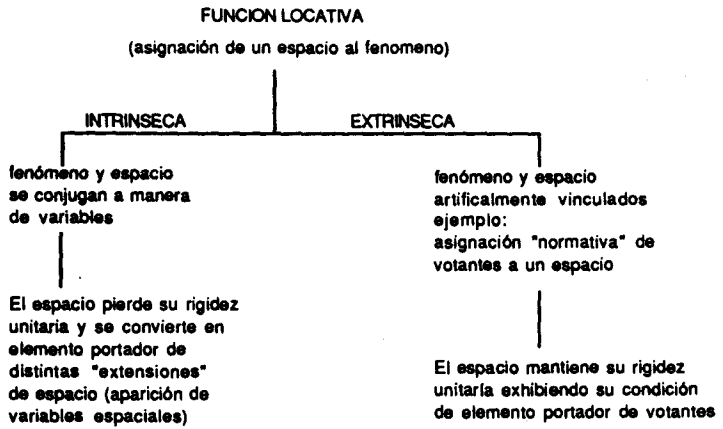 FUNCION LOCATIVA
(asignación de un espacio al fenomeno)
INTRINSECA
EXTRINSECA
fenómeno y espacio
se conjugan a manera
de variables
fenómeno y espacio
artificalmente vinculados
ejemplo:
asignación "normativa" de
votantes a un espacio
El espacio pierde su rigidez
unitaria y se convierte en
elemento portador de
distintas "extensiones"
de espacio (aparición de
variables espaciales)
El espacio mantiene su rigidez
unitaría exhibiendo su condición
de elemento portador de votantes